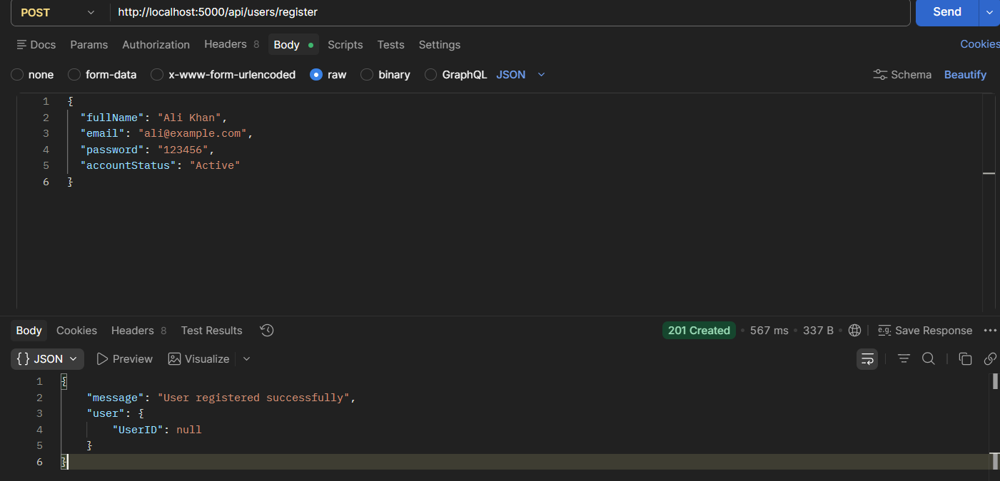 POST http://localhost:5000/api/users/register Send
Docs Params Authorization Headers 8 Body Scripts Tests Settings Cookies
none form-data x-www-form-urlencoded raw binary GraphQL JSON Schema Beautify
1 {
2 "fullName": "Ali Khan",
3 "email": "ali@example.com",
4 "password": "123456",
5 "accountStatus": "Active"
6 }
Body Cookies Headers 8 Test Results 201 Created 567 ms 337 B e.g. Save Response
{} JSON Preview Visualize
1 {
2 "message": "User registered successfully",
3 "user": {
4 "UserID": null
5 }
6 }